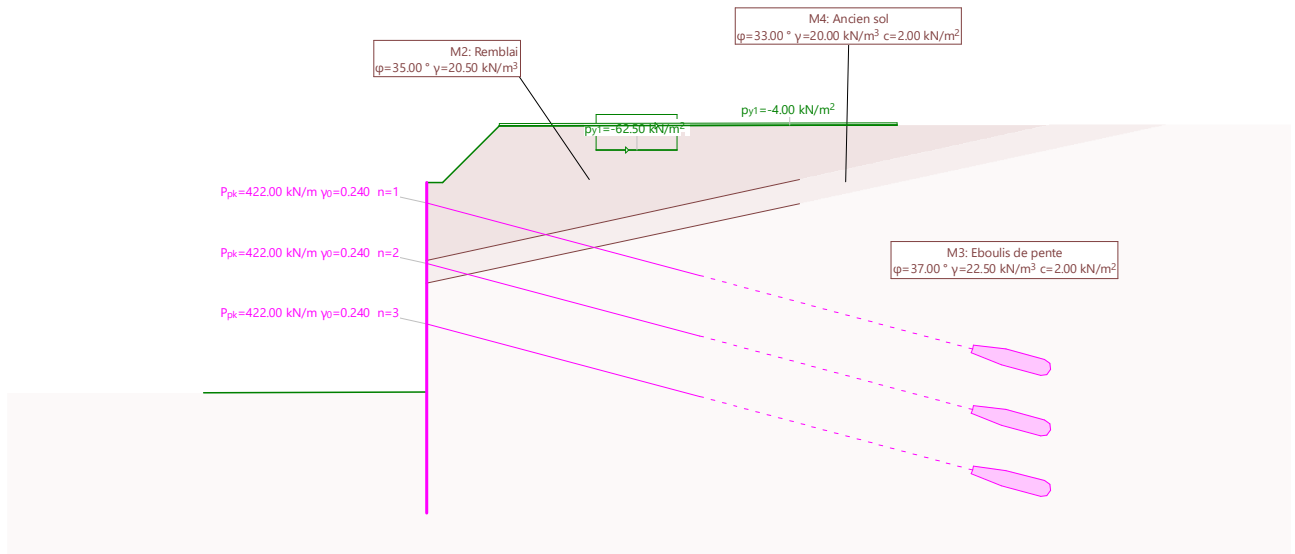 M4: Ancien sol
φ=33.00 ° γ=20.00 kN/m³ c=2.00 kN/m²
M2: Remblai
φ=35.00 ° γ=20.50 kN/m³
py1=-4.00 kN/m²
py1=-62.50 kN/m²
Ppk=422.00 kN/m γ0=0.240 n=1
Ppk=422.00 kN/m γ0=0.240 n=2
M3: Eboulis de pente
φ=37.00 ° γ=22.50 kN/m³ c=2.00 kN/m²
Ppk=422.00 kN/m γ0=0.240 n=3